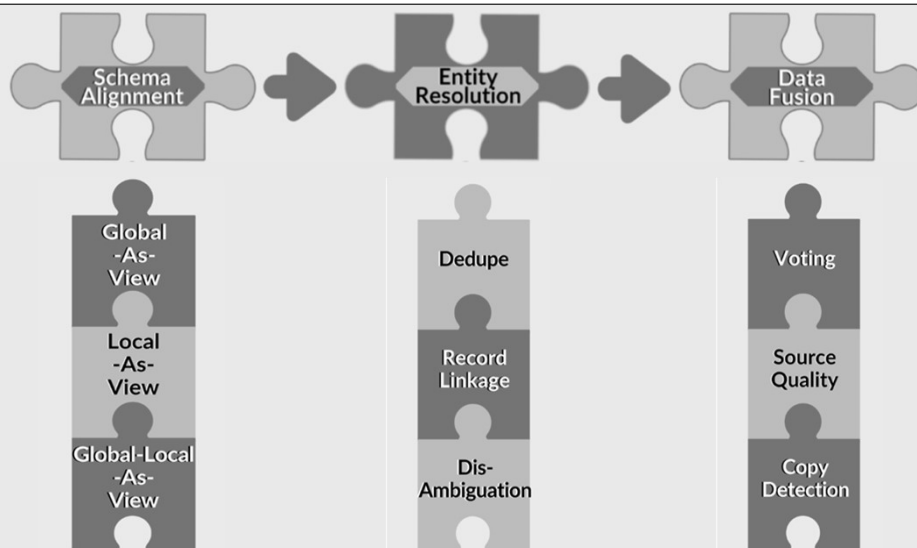 Schema
Alignment
Entity
Resolution
Data
Fusion
Global
-As-
View
Local
-As-
View
Global-Local
-As-
View
Dedupe
Record
Linkage
Dis-
Ambiguation
Voting
Source
Quality
Copy
Detection